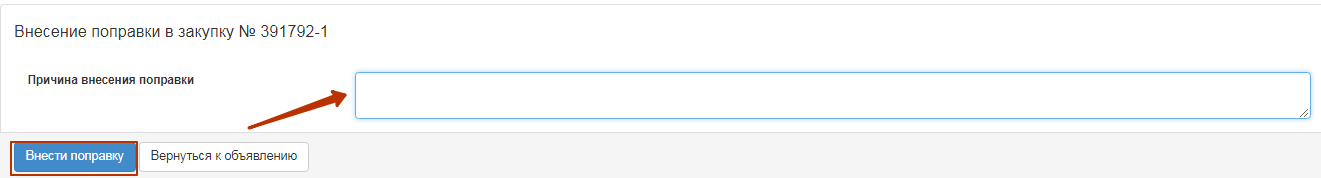 Внесение поправки в закупку № 391792-1
Причина внесения поправки
Внести поправку Вернуться к объявлению